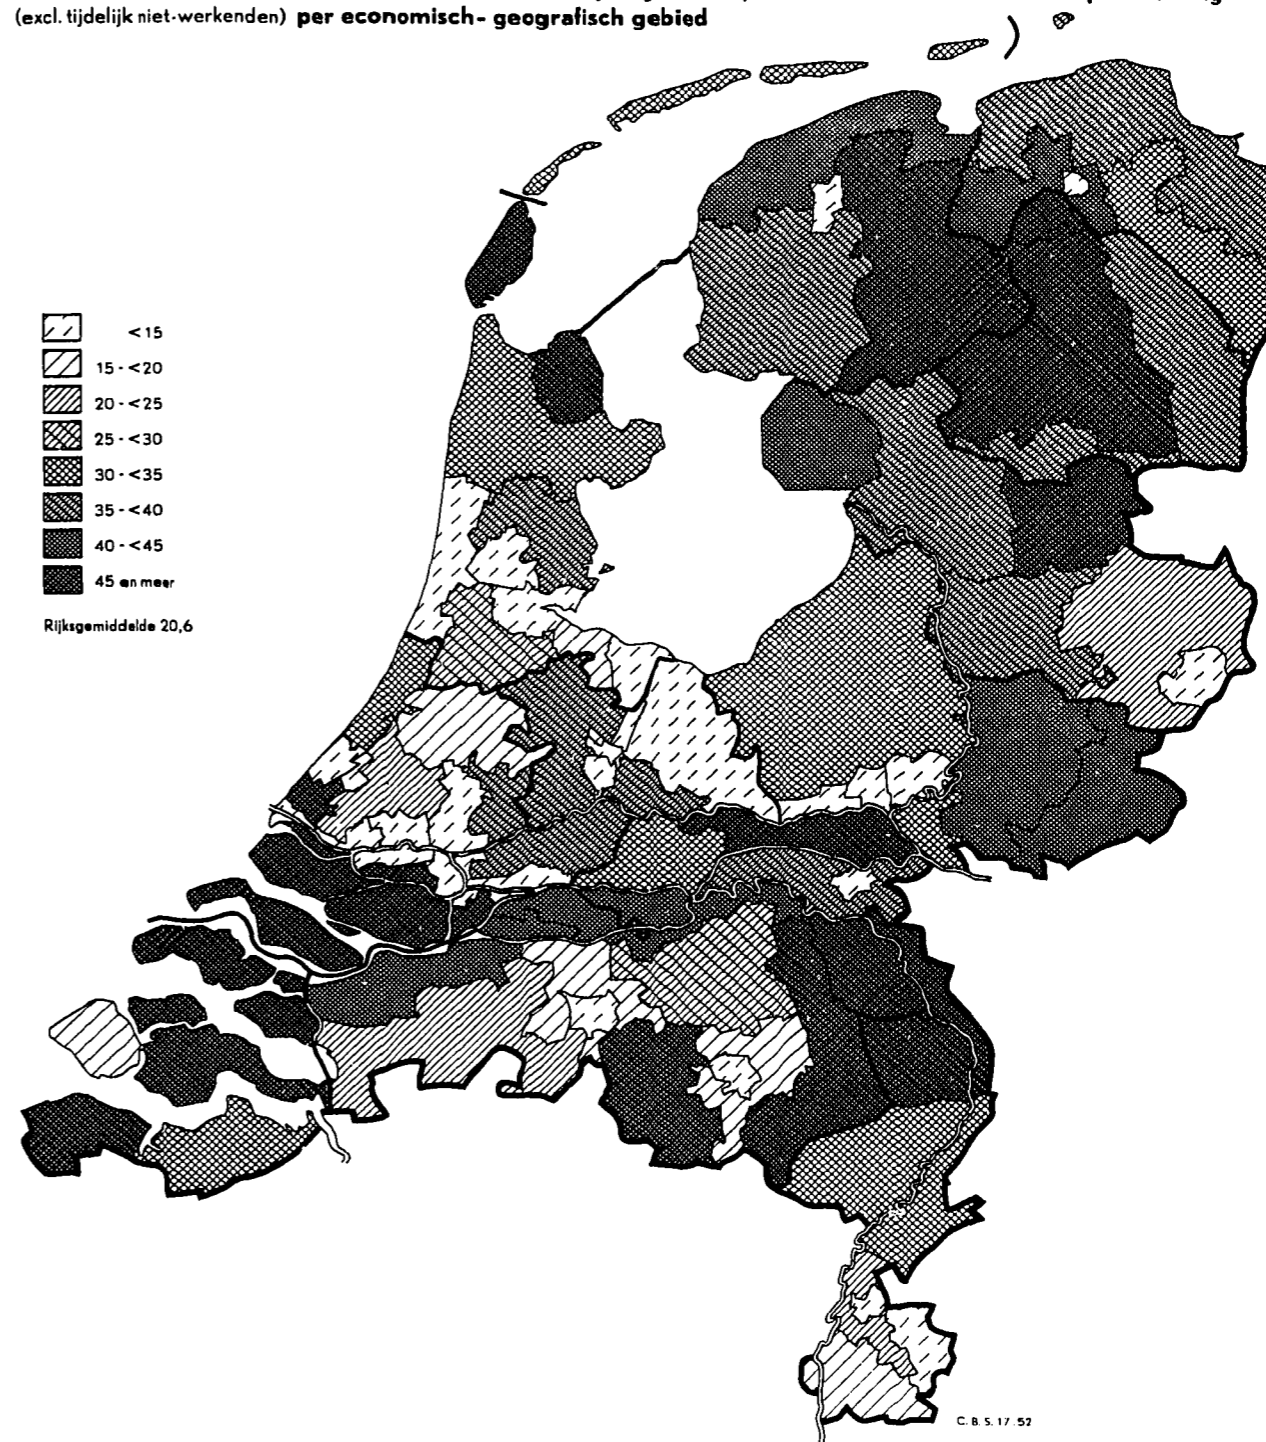 (excl. tijdelijk niet-werkenden) per economisch- geografisch gebied
<15
15 - <20
20 - <25
25 - <30
30 - <35
35 - <40
40 - <45
45 en meer
Rijksgemiddelde 20,6
C. B. S. 17 . 52